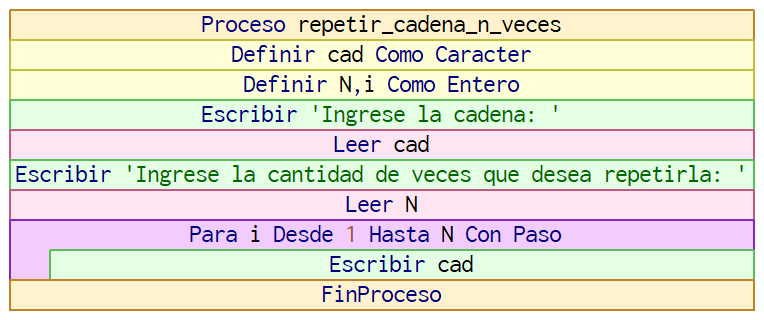 Proceso repetir_cadena_n_veces
Definir cad Como Caracter
Definir N,i Como Entero
Escribir 'Ingrese la cadena: '
Leer cad
Escribir 'Ingrese la cantidad de veces que desea repetirla: '
Leer N
Para i Desde 1 Hasta N Con Paso
Escribir cad
FinProceso